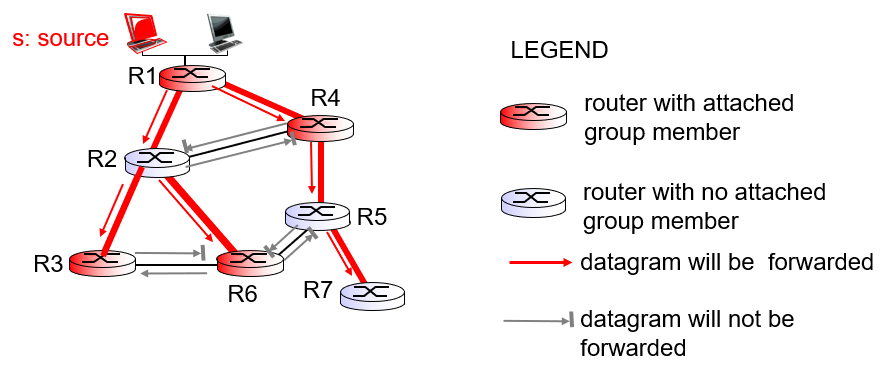 s: source
LEGEND
R1
R4
router with attached
group member
R2
router with no attached
group member
R5
R3
datagram will be  forwarded
R6
R7
datagram will not be
forwarded